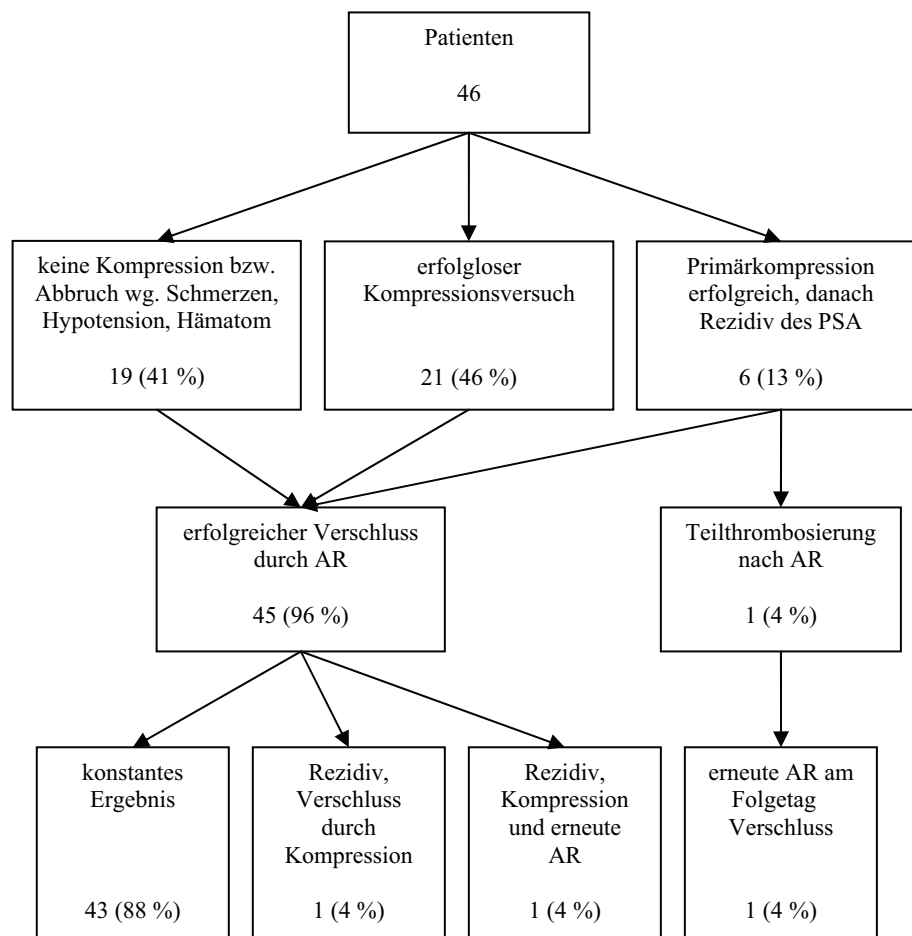 Patienten
46
keine Kompression bzw.
Abbruch wg. Schmerzen,
Hypotension, Hämatom
19 (41 %)
erfolgloser
Kompressionsversuch
21 (46 %)
Primärkompression
erfolgreich, danach
Rezidiv des PSA
6 (13 %)
erfolgreicher Verschluss
durch AR
45 (96 %)
Teilthrombosierung
nach AR
1 (4 %)
konstantes
Ergebnis
43 (88 %)
Rezidiv,
Verschluss
durch
Kompression
1 (4 %)
Rezidiv,
Kompression
und erneute
AR
1 (4 %)
erneute AR am
Folgetag
Verschluss
1 (4 %)